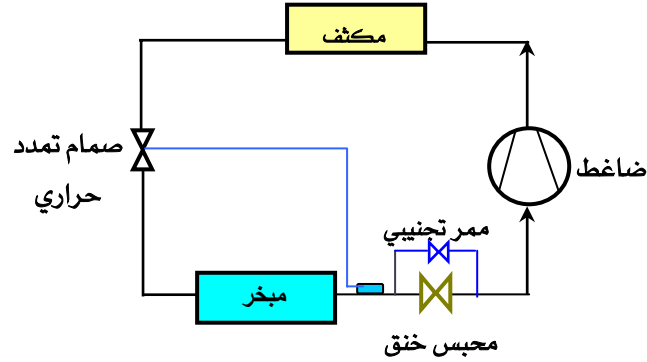 مكثف
صمام تمدد
حراري
ضاغط
ممر تجنيبي
مبخر
محبس خنق